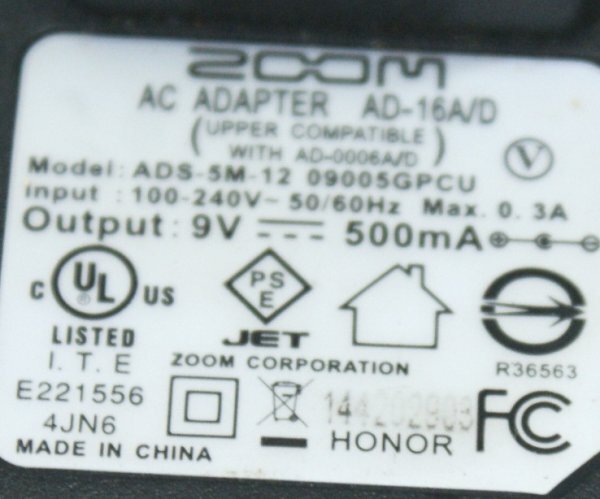 ZOOM
AC ADAPTER AD-16A/D
(UPPER COMPATIBLE
WITH AD-0006A/D)
V
Model: ADS-5M-12 09005GPCU
input : 100-240V~ 50/60Hz Max. 0.3A
Output: 9V 500mA
C UL US
LISTED
I.T.E
E221556
4JN6
MADE IN CHINA
PSE
JET
ZOOM CORPORATION
R36563
HONOR
FC